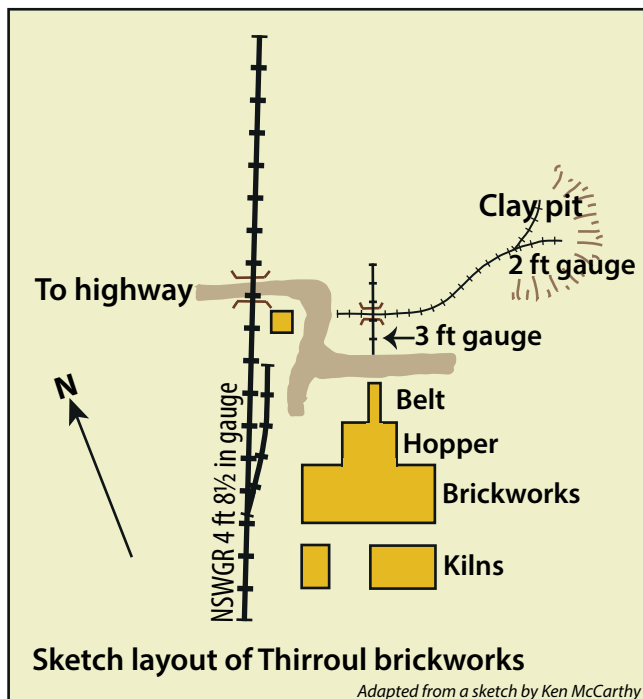 Clay pit
2 ft gauge
To highway
3 ft gauge
N
Belt
Hopper
NSWGR 4 ft 8½ in gauge
Brickworks
Kilns
Sketch layout of Thirroul brickworks
Adapted from a sketch by Ken McCarthy